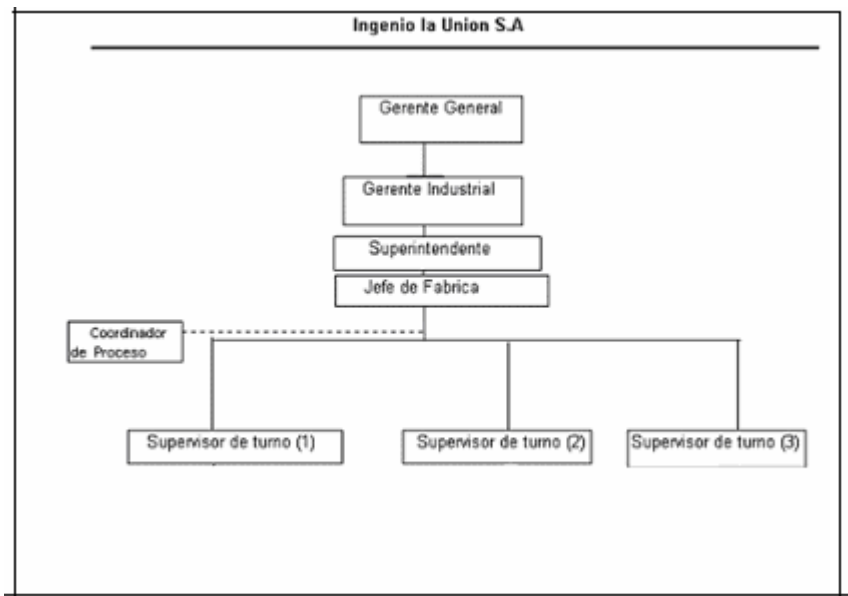 Ingenio la Union S.A
Gerente General
Gerente Industrial
Superintendente
Jefe de Fabrica
Coordinador
de Proceso
Supervisor de turno (1)
Supervisor de turno (2)
Supervisor de turno (3)